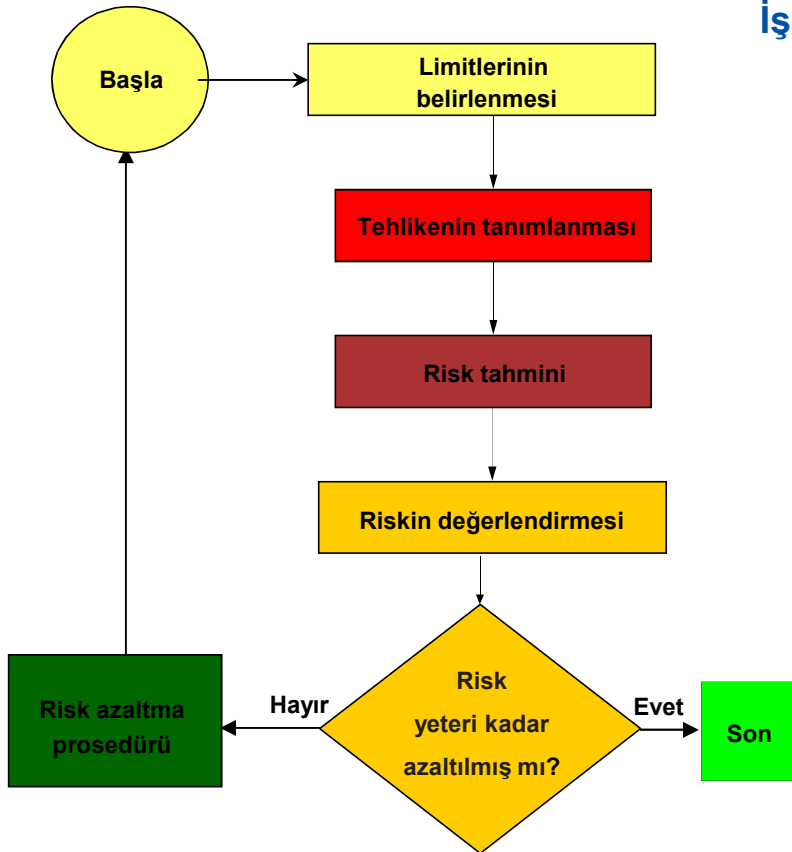 İş
Başla
Limitlerinin
belirlenmesi
Tehlikenin tanımlanması
Risk tahmini
Riskin değerlendirmesi
Risk
yeteri kadar
azaltılmış mı?
Hayır
Evet
Risk azaltma
prosedürü
Son